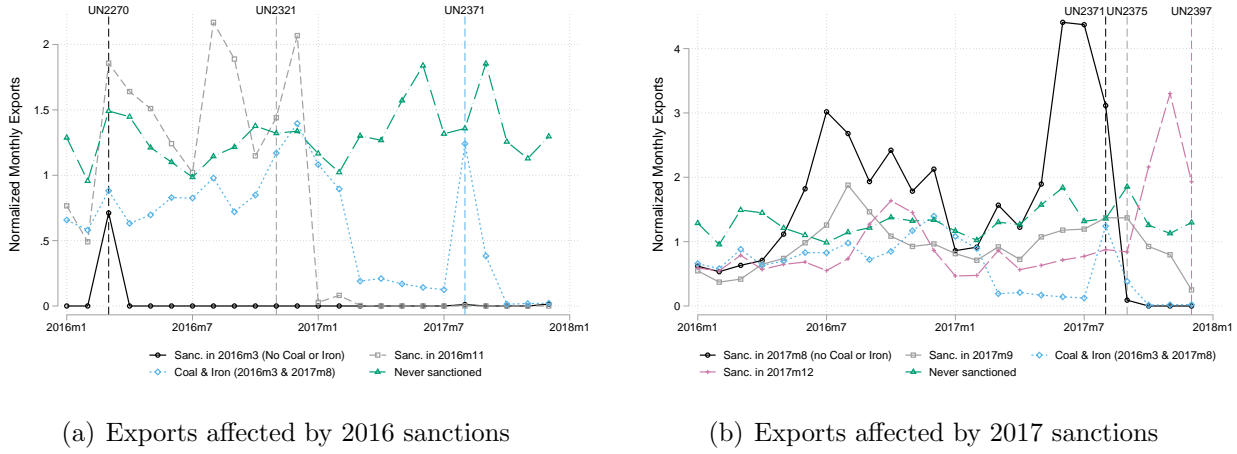 UN2270 UN2321 UN2371
Normalized Monthly Exports
2
1.5
1
.5
0
2016m1 2016m7 2017m1 2017m7 2018m1
Sanc. in 2016m3 (No Coal or Iron) Sanc. in 2016m11
Coal & Iron (2016m3 & 2017m8) Never sanctioned
(a) Exports affected by 2016 sanctions
UN2371 UN2375 UN2397
Normalized Monthly Exports
4
3
2
1
0
2016m1 2016m7 2017m1 2017m7 2018m1
Sanc. in 2017m8 (no Coal or Iron) Sanc. in 2017m9 Coal & Iron (2016m3 & 2017m8)
Sanc. in 2017m12 Never sanctioned
(b) Exports affected by 2017 sanctions